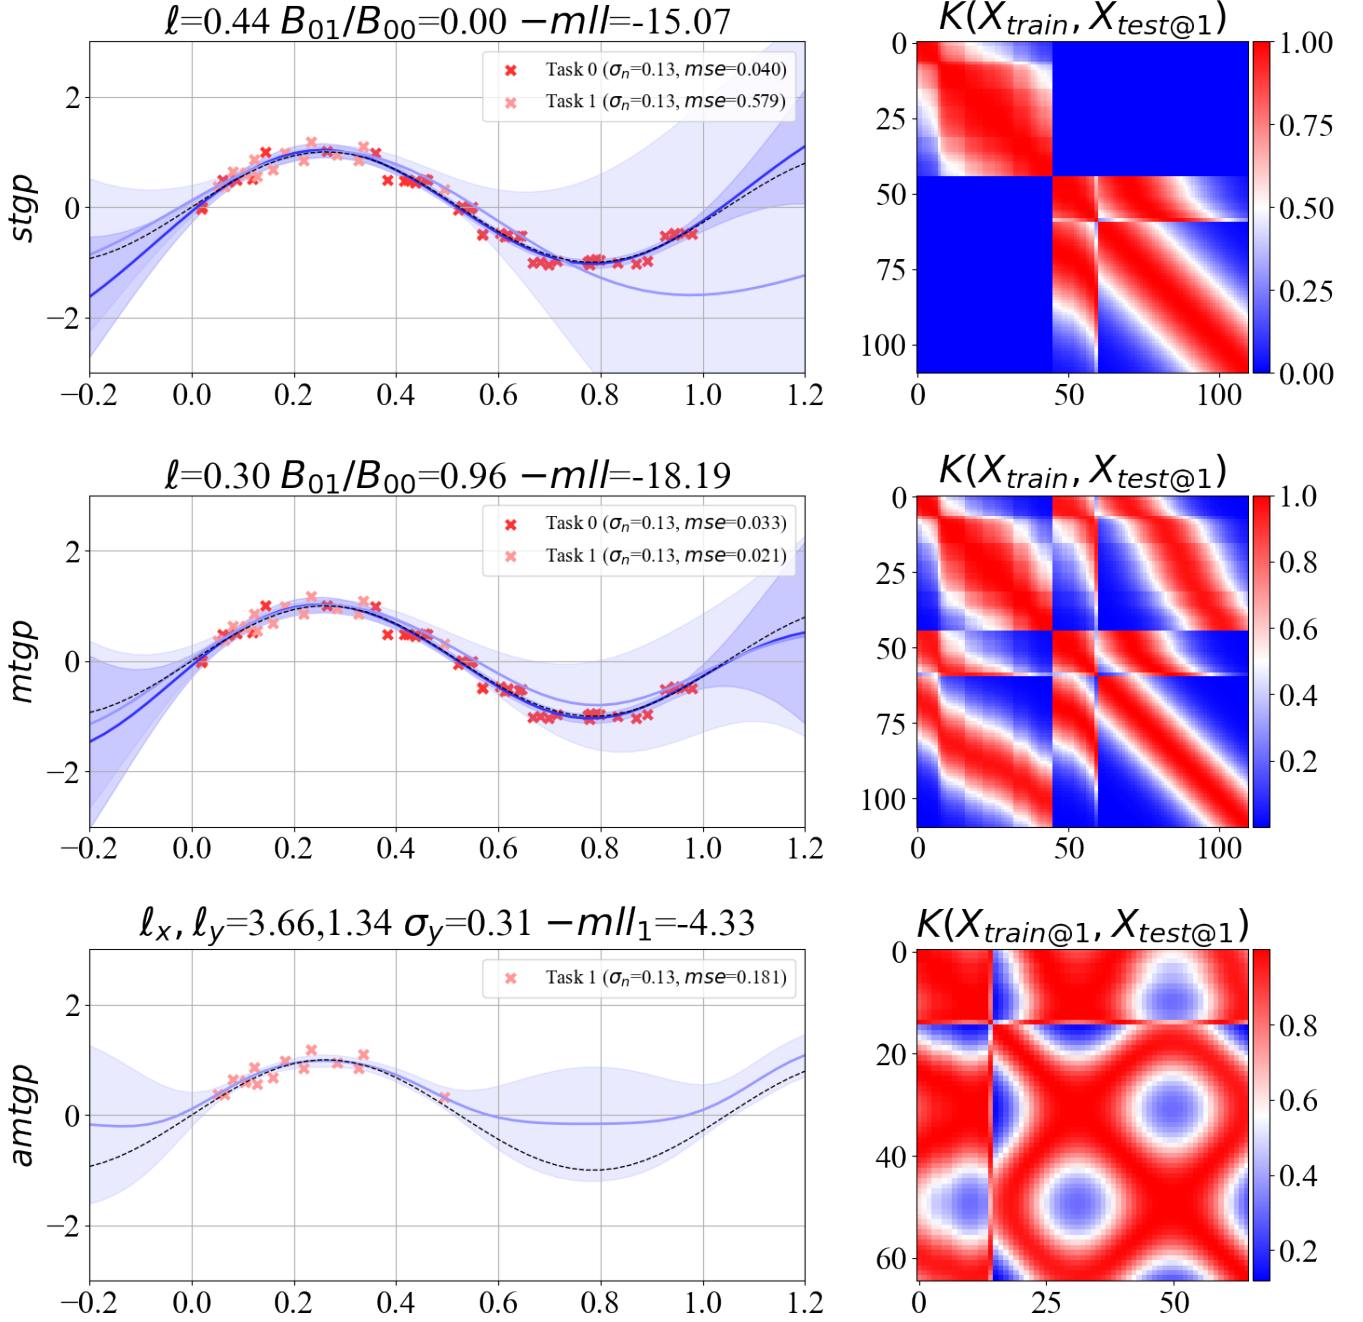 ℓ=0.44 B01/B00=0.00 −mll=-15.07
K(Xtrain, Xtest@1)
Task 0 (σn=0.13, mse=0.040)
Task 1 (σn=0.13, mse=0.579)
stgp
2
0
−2
−0.2 0.0 0.2 0.4 0.6 0.8 1.0 1.2
0
25
50
75
100
0 50 100
1.00
0.75
0.50
0.25
0.00
ℓ=0.30 B01/B00=0.96 −mll=-18.19
K(Xtrain, Xtest@1)
Task 0 (σn=0.13, mse=0.033)
Task 1 (σn=0.13, mse=0.021)
mtgp
2
0
−2
−0.2 0.0 0.2 0.4 0.6 0.8 1.0 1.2
0
25
50
75
100
0 50 100
1.0
0.8
0.6
0.4
0.2
ℓx, ℓy=3.66,1.34 σy=0.31 −mll1=-4.33
K(Xtrain@1, Xtest@1)
Task 1 (σn=0.13, mse=0.181)
amtgp
2
0
−2
−0.2 0.0 0.2 0.4 0.6 0.8 1.0 1.2
0
20
40
60
0 25 50
0.8
0.6
0.4
0.2